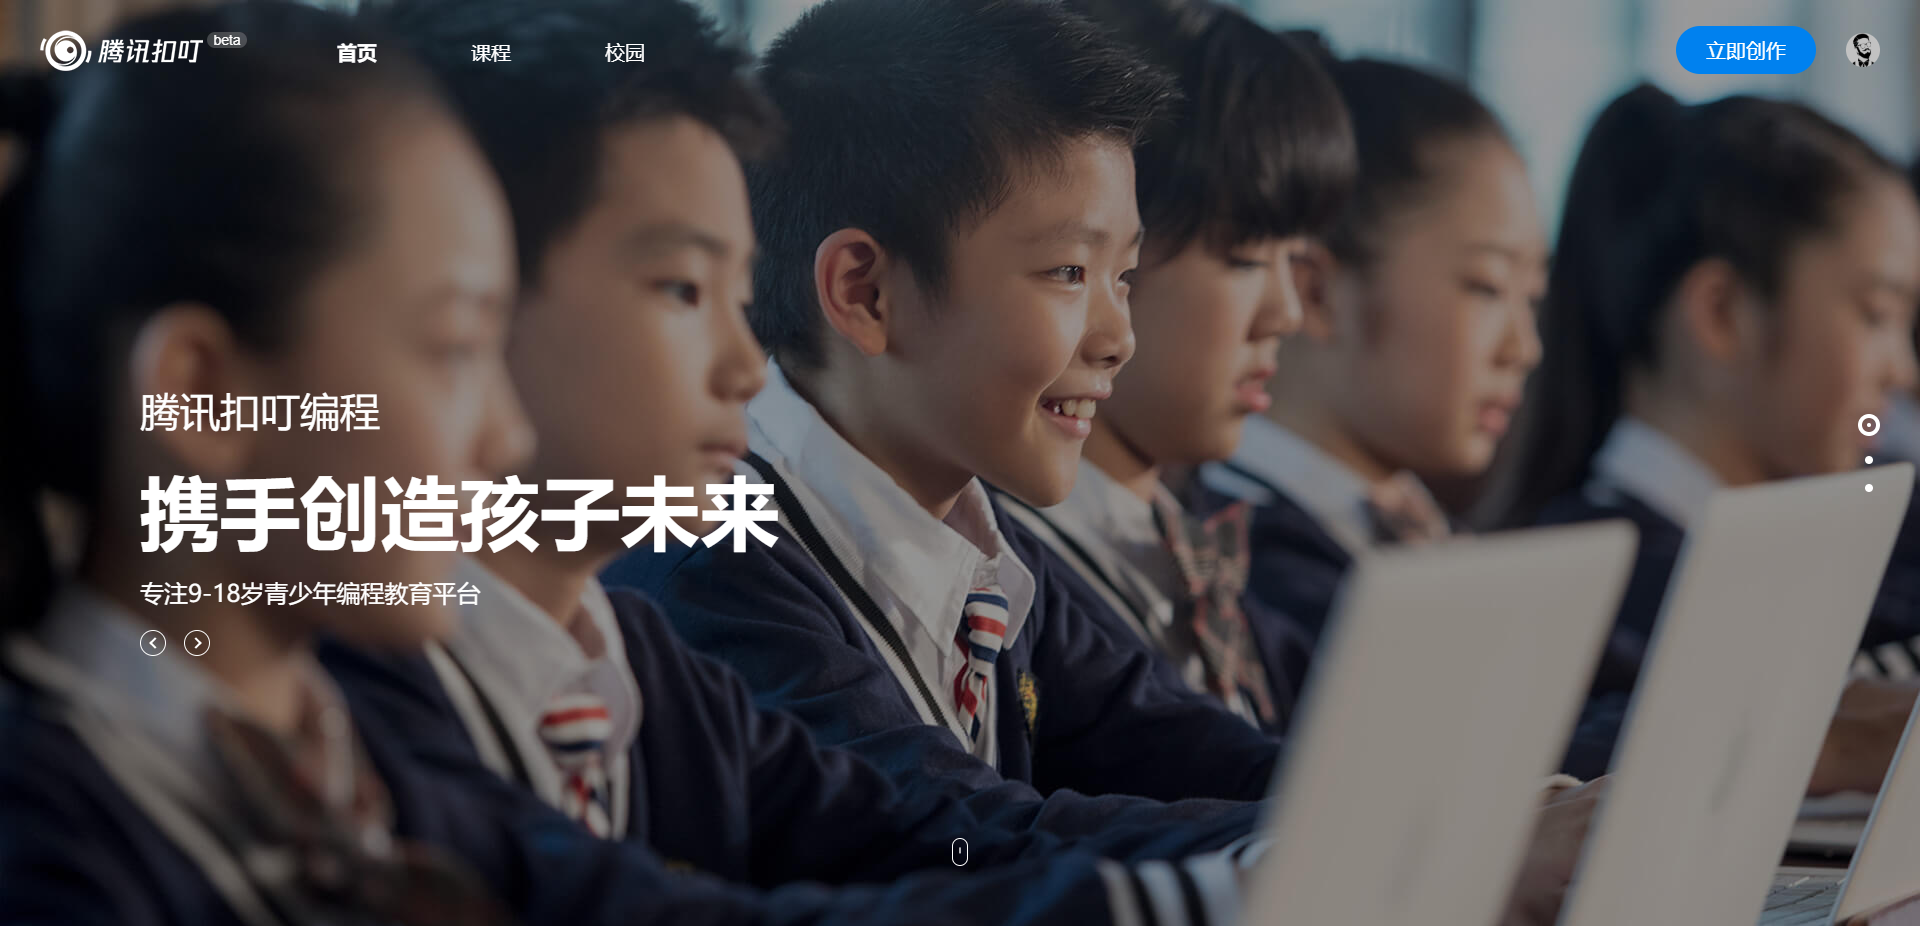 腾讯扣叮 beta
首页
课程
校园
立即创作
腾讯扣叮编程
携手创造孩子未来
专注9-18岁青少年编程教育平台